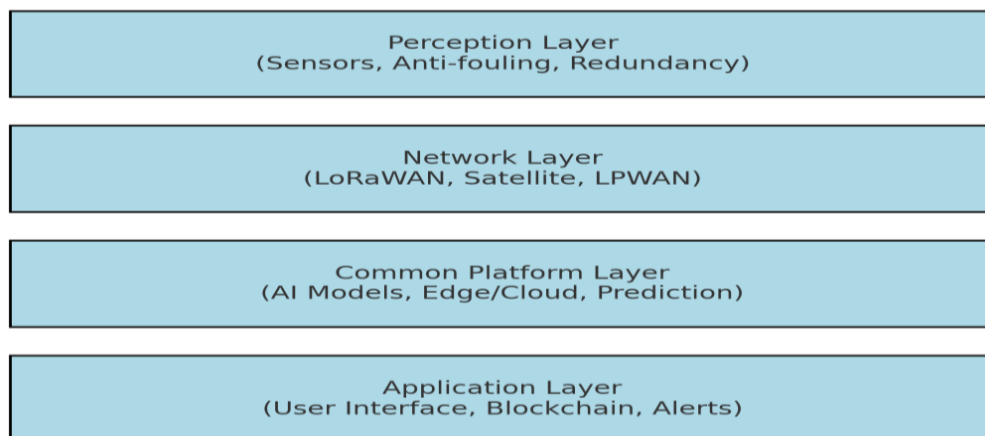 Perception Layer
(Sensors, Anti-fouling, Redundancy)
Network Layer
(LoRaWAN, Satellite, LPWAN)
Common Platform Layer
(AI Models, Edge/Cloud, Prediction)
Application Layer
(User Interface, Blockchain, Alerts)